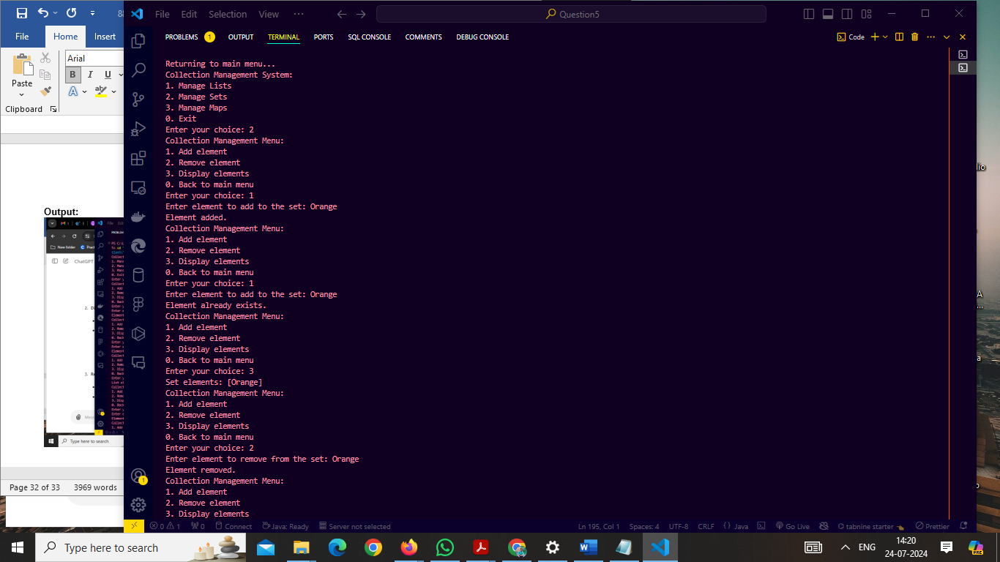 File Edit Selection View ...
Question5
File Home Insert
PROBLEMS 1 OUTPUT TERMINAL PORTS SQL CONSOLE COMMENTS DEBUG CONSOLE
Code
Arial
B I U
Paste
Clipboard
Returning to main menu...
Collection Management System:
1. Manage Lists
2. Manage Sets
3. Manage Maps
0. Exit
Enter your choice: 2
Collection Management Menu:
1. Add element
2. Remove element
3. Display elements
0. Back to main menu
Enter your choice: 1
Enter element to add to the set: Orange
Element added.
Collection Management Menu:
1. Add element
2. Remove element
3. Display elements
0. Back to main menu
Enter your choice: 1
Enter element to add to the set: Orange
Element already exists.
Collection Management Menu:
1. Add element
2. Remove element
3. Display elements
0. Back to main menu
Enter your choice: 3
Set elements: [Orange]
Collection Management Menu:
1. Add element
2. Remove element
3. Display elements
0. Back to main menu
Enter your choice: 2
Enter element to remove from the set: Orange
Element removed.
Collection Management Menu:
1. Add element
2. Remove element
3. Display elements
Output:
New folder
ChatGPT
Type here to search
Page 32 of 33 3969 words
1
0 1 0 Connect Java: Ready Server not selected
Ln 195, Col 1 Spaces: 4 UTF-8 CRLF Java Go Live tabnine starter Prettier
Type here to search
ENG
14:20
24-07-2024
PRE